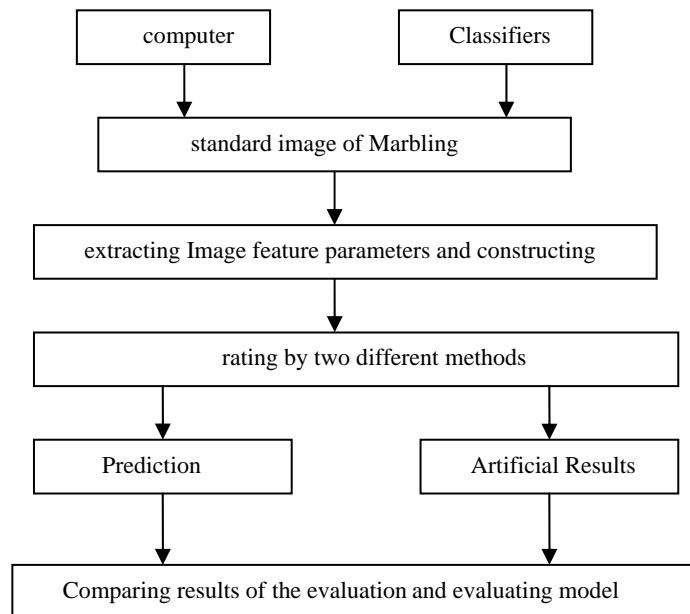 computer
Classifiers
standard image of Marbling
extracting Image feature parameters and constructing
rating by two different methods
Prediction
Artificial Results
Comparing results of the evaluation and evaluating model